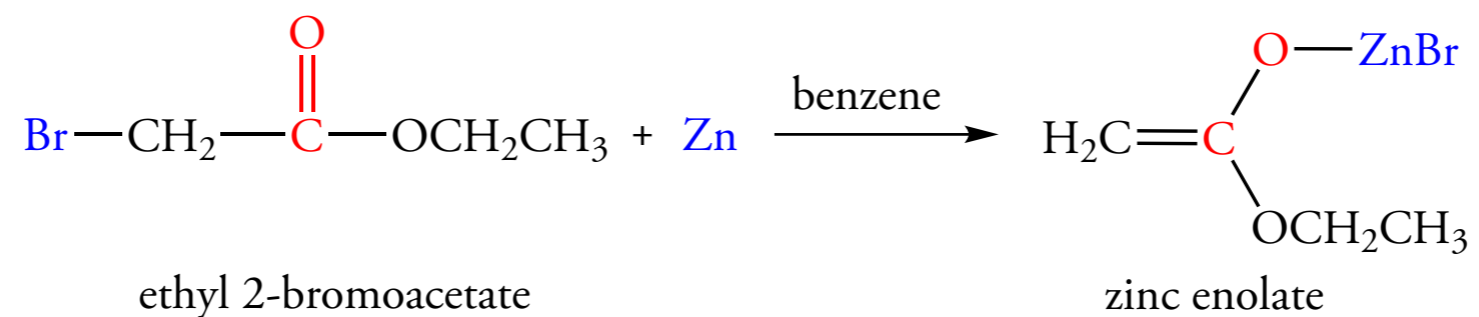 O
Br—CH₂—C—OCH₂CH₃ + Zn
benzene
O—ZnBr
H₂C=C
OCH₂CH₃
ethyl 2-bromoacetate
zinc enolate